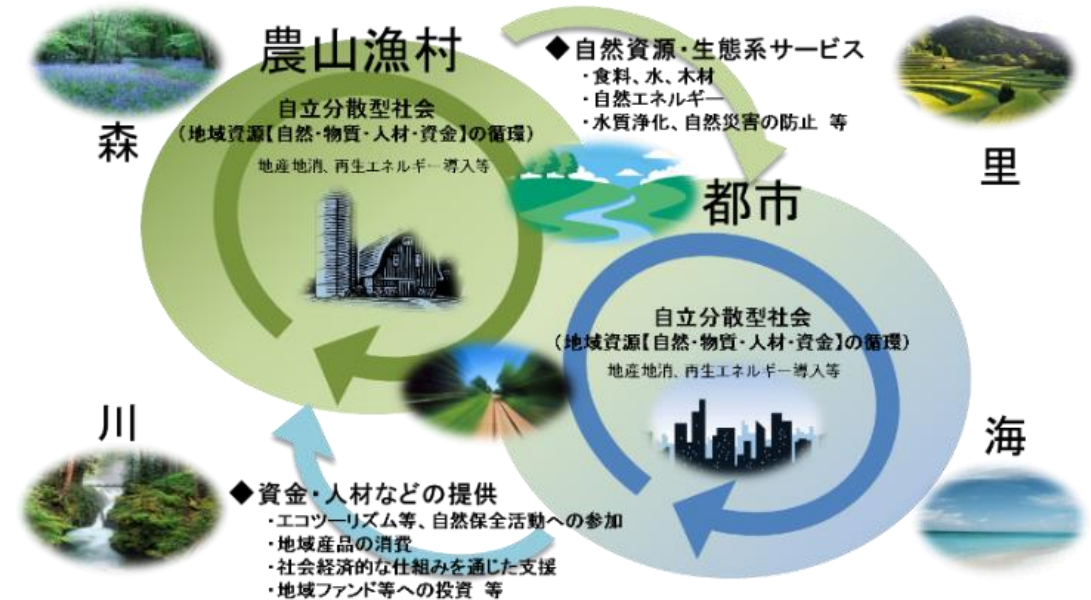 農山漁村
自立分散型社会
（地域資源【自然・物質・人材・資金】の循環）
地産地消、再生エネルギー導入等
◆自然資源・生態系サービス
・食料、水、木材
・自然エネルギー
・水質浄化、自然災害の防止 等
森
里
都市
自立分散型社会
（地域資源【自然・物質・人材・資金】の循環）
地産地消、再生エネルギー導入等
川
海
◆資金・人材などの提供
・エコツーリズム等、自然保全活動への参加
・地域産品の消費
・社会経済的な仕組みを通じた支援
・地域ファンド等への投資 等